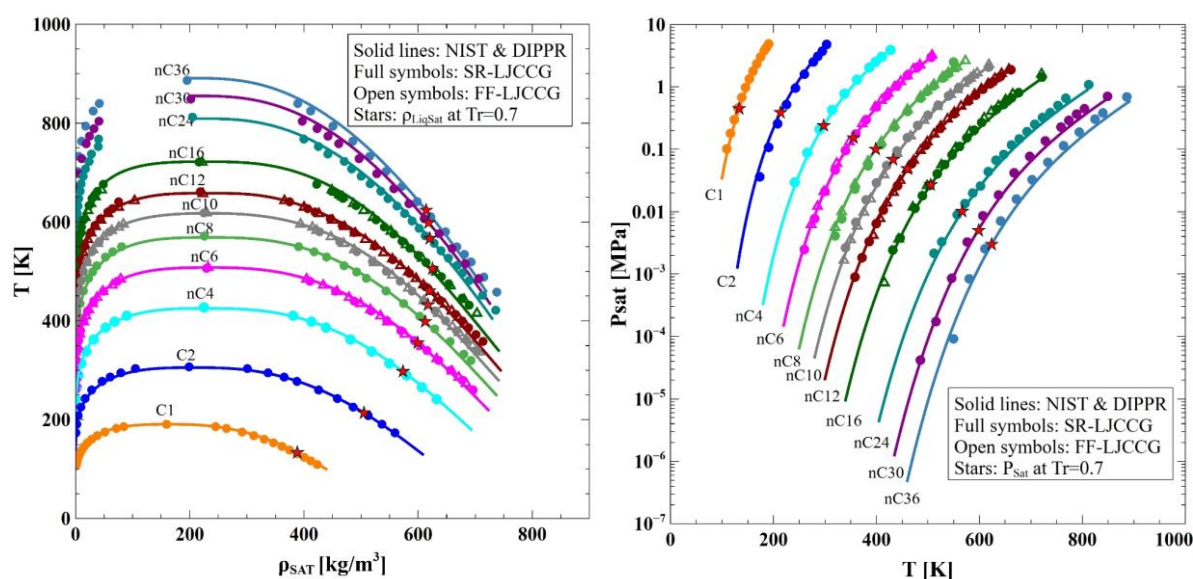 1000
800
600
400
200
0
T [K]
nC36
nC30
nC24
nC16
nC12
nC10
nC8
nC6
nC4
C2
C1
Solid lines: NIST & DIPPR
Full symbols: SR-LJCCG
Open symbols: FF-LJCCG
Stars: ρLiqSat at Tr=0.7
0 200 400 600 800
ρSAT [kg/m³]
10
1
0.1
0.01
10⁻³
10⁻⁴
10⁻⁵
10⁻⁶
10⁻⁷
Psat [MPa]
C1
C2
nC4
nC6
nC8
nC10
nC12
nC16
nC24
nC30
nC36
Solid lines: NIST & DIPPR
Full symbols: SR-LJCCG
Open symbols: FF-LJCCG
Stars: PSat at Tr=0.7
0 200 400 600 800 1000
T [K]